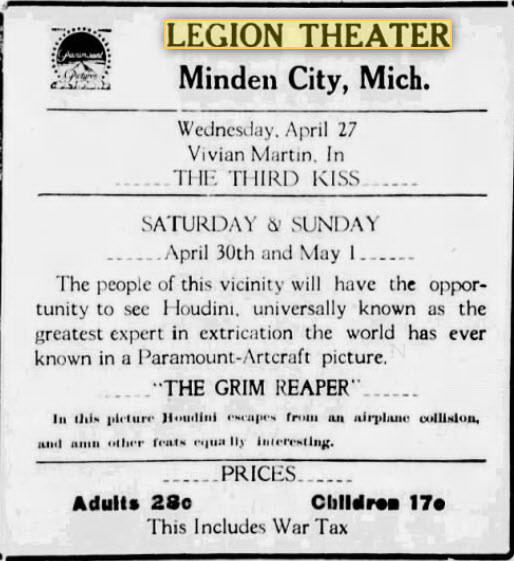 Paramount
Pictures
LEGION THEATER
Minden City, Mich.
Wednesday, April 27
Vivian Martin, In
......THE THIRD KISS......
SATURDAY & SUNDAY
......April 30th and May 1......
The people of this vicinity will have the oppor-
tunity to see Houdini, universally known as the
greatest expert in extrication the world has ever
known in a Paramount-Artcraft picture.
....."THE GRIM REAPER"......
In this picture Houdini escapes from an airplane collision,
and amn other feats equally interesting.
......PRICES......
Adults 28c Children 17c
This Includes War Tax